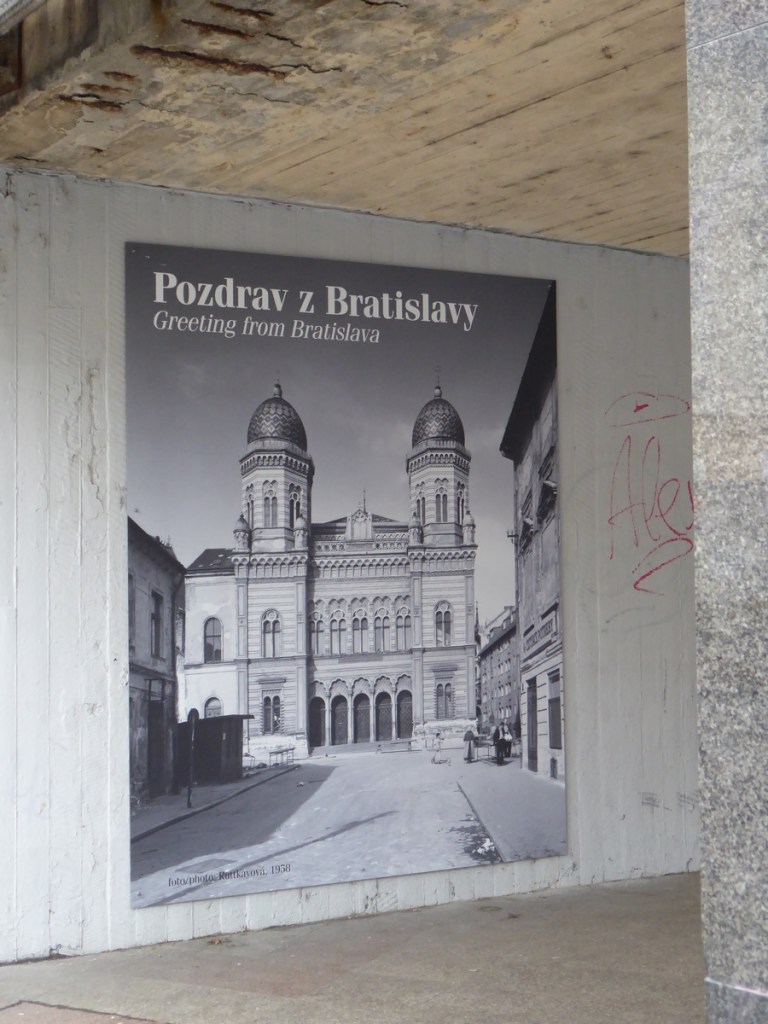 Pozdrav z Bratislavy
Greeting from Bratislava
foto/photo, Ruttkayová, 1958